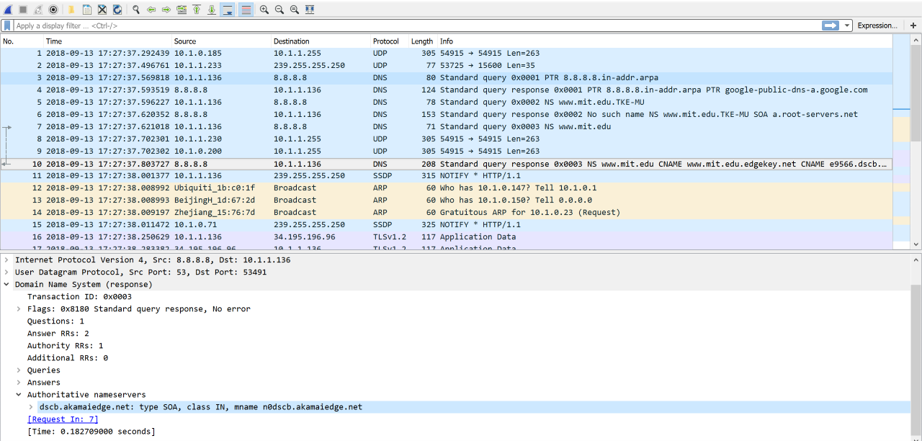 Apply a display filter ... <Ctrl-/>
Expression...
+
No. Time Source Destination Protocol Length Info
1 2018-09-13 17:27:37.292439 10.1.0.185 10.1.1.255 UDP 305 54915 → 54915 Len=263
2 2018-09-13 17:27:37.496761 10.1.1.233 239.255.255.250 UDP 77 53725 → 15600 Len=35
3 2018-09-13 17:27:37.569818 10.1.1.136 8.8.8.8 DNS 80 Standard query 0x0001 PTR 8.8.8.8.in-addr.arpa
4 2018-09-13 17:27:37.593519 8.8.8.8 10.1.1.136 DNS 124 Standard query response 0x0001 PTR 8.8.8.8.in-addr.arpa PTR google-public-dns-a.google.com
5 2018-09-13 17:27:37.596227 10.1.1.136 8.8.8.8 DNS 78 Standard query 0x0002 NS www.mit.edu.TKE-MU
6 2018-09-13 17:27:37.620352 8.8.8.8 10.1.1.136 DNS 153 Standard query response 0x0002 No such name NS www.mit.edu.TKE-MU SOA a.root-servers.net
7 2018-09-13 17:27:37.621018 10.1.1.136 8.8.8.8 DNS 71 Standard query 0x0003 NS www.mit.edu
8 2018-09-13 17:27:37.702301 10.1.1.230 10.1.1.255 UDP 305 54915 → 54915 Len=263
9 2018-09-13 17:27:37.702302 10.1.0.200 10.1.1.255 UDP 305 54915 → 54915 Len=263
10 2018-09-13 17:27:37.803727 8.8.8.8 10.1.1.136 DNS 208 Standard query response 0x0003 NS www.mit.edu CNAME www.mit.edu.edgekey.net CNAME e9566.dscb....
11 2018-09-13 17:27:38.001377 10.1.1.136 239.255.255.250 SSDP 315 NOTIFY * HTTP/1.1
12 2018-09-13 17:27:38.008992 Ubiquiti_1b:c0:1f Broadcast ARP 60 Who has 10.1.0.147? Tell 10.1.0.1
13 2018-09-13 17:27:38.008993 BeijingH_1d:67:2d Broadcast ARP 60 Who has 10.1.0.150? Tell 0.0.0.0
14 2018-09-13 17:27:38.009197 Zhejiang_15:76:7d Broadcast ARP 60 Gratuitous ARP for 10.1.0.23 (Request)
15 2018-09-13 17:27:38.011472 10.1.0.71 239.255.255.250 SSDP 325 NOTIFY * HTTP/1.1
16 2018-09-13 17:27:38.250629 10.1.1.136 34.195.196.96 TLSv1.2 117 Application Data
17 2018-09-13 17:27:38.283382 34.195.196.96 10.1.1.136 TLSv1.2 117 Application Data
Internet Protocol Version 4, Src: 8.8.8.8, Dst: 10.1.1.136
User Datagram Protocol, Src Port: 53, Dst Port: 53491
Domain Name System (response)
Transaction ID: 0x0003
Flags: 0x8180 Standard query response, No error
Questions: 1
Answer RRs: 2
Authority RRs: 1
Additional RRs: 0
Queries
Answers
Authoritative nameservers
dscb.akamaiedge.net: type SOA, class IN, mname n0dscb.akamaiedge.net
[Request In: 7]
[Time: 0.182709000 seconds]